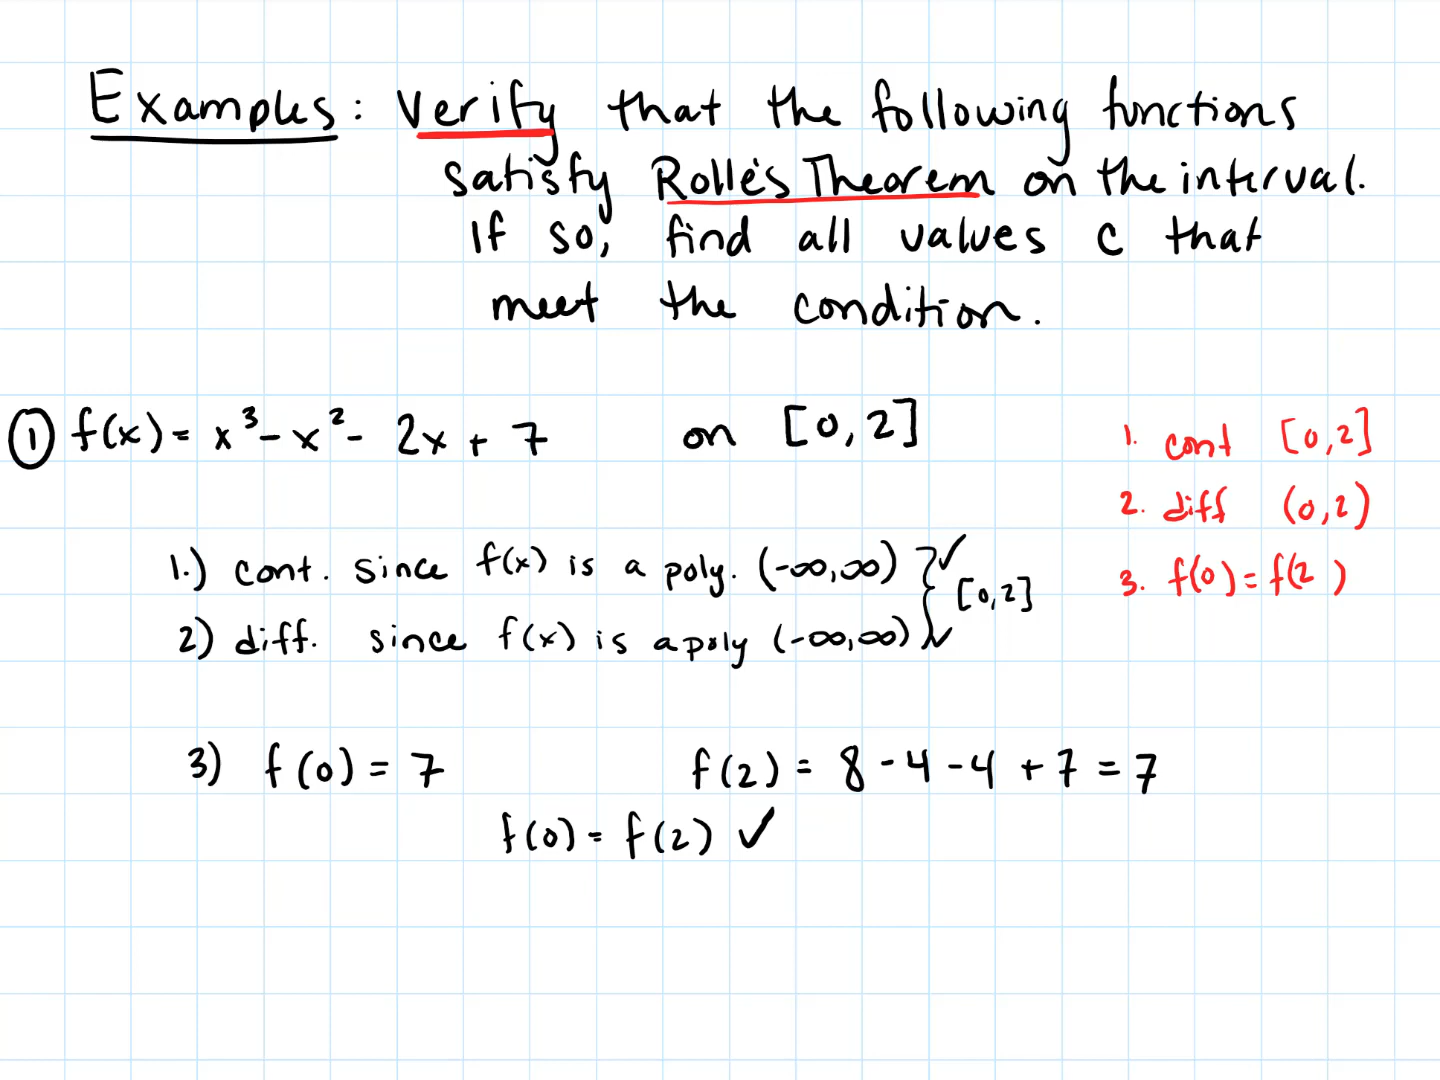 Examples: Verify that the following functions
satisfy Rolle's Theorem on the interval.
If so, find all values c that
meet the condition.
① f(x) = x³ - x² - 2x + 7 on [0,2]
1. cont [0,2]
2. diff (0,2)
3. f(0) = f(2)
1.) cont. since f(x) is a poly. (-∞,∞) ✓
[0,2]
2) diff. since f(x) is a poly (-∞,∞) ✓
3) f(0) = 7 f(2) = 8 - 4 - 4 + 7 = 7
f(0) = f(2) ✓